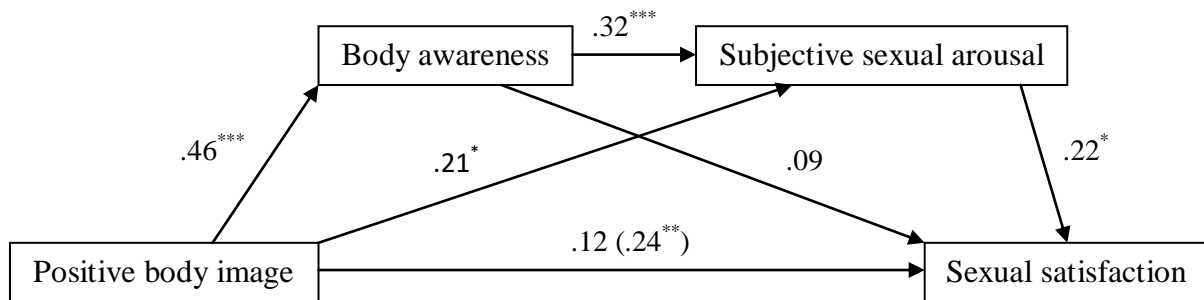 .32***
Body awareness
Subjective sexual arousal
.46***
.21*
.09
.22*
.12 (.24**)
Positive body image
Sexual satisfaction